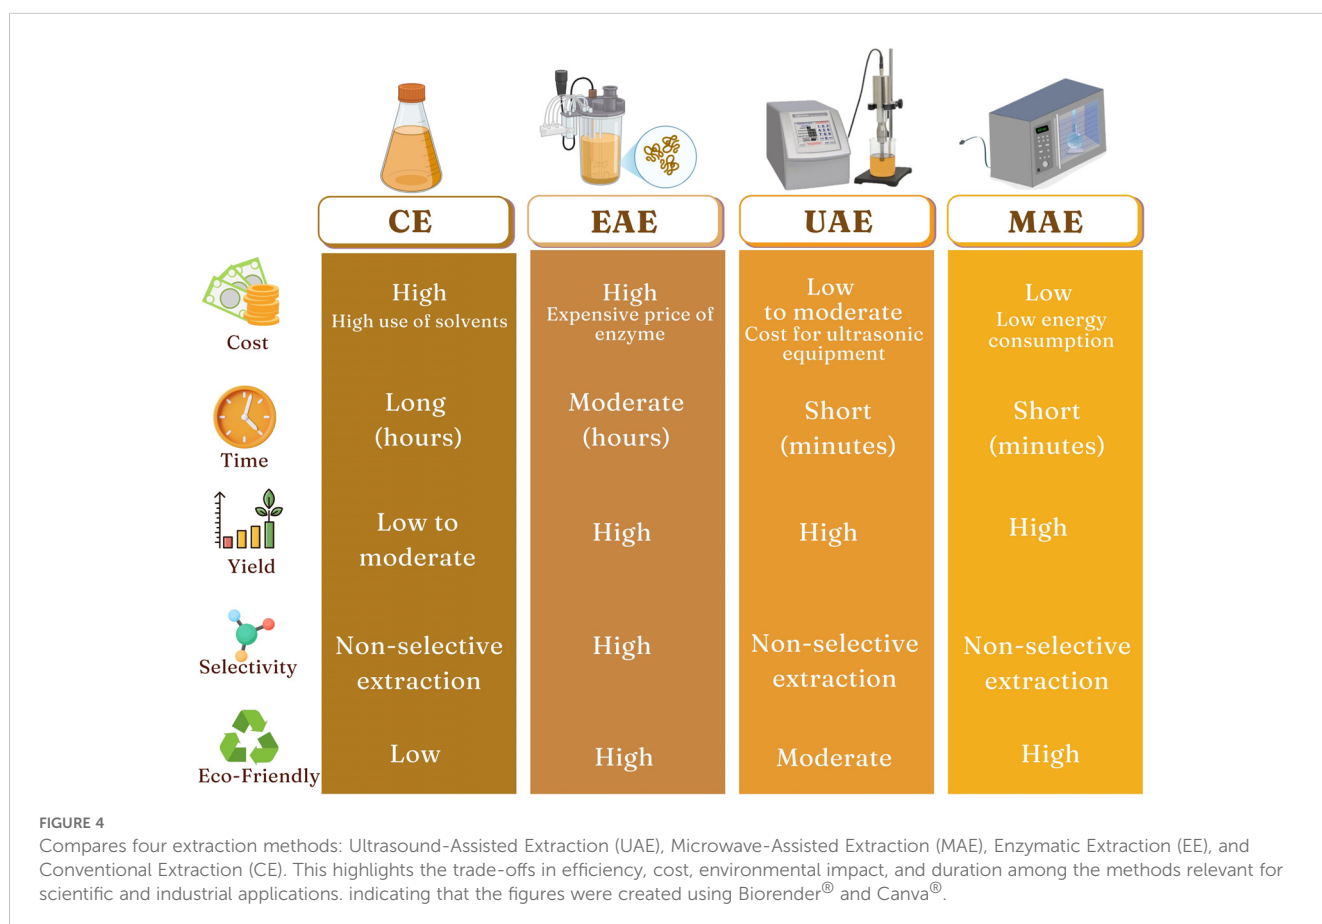 CE
EAE
UAE
MAE
Cost
High
High use of solvents
High
Expensive price of
enzyme
Low
to moderate
Cost for ultrasonic
equipment
Low
Low energy
consumption
Time
Long
(hours)
Moderate
(hours)
Short
(minutes)
Short
(minutes)
Yield
Low to
moderate
High
High
High
Selectivity
Non-selective
extraction
High
Non-selective
extraction
Non-selective
extraction
Eco-Friendly
Low
High
Moderate
High
FIGURE 4
Compares four extraction methods: Ultrasound-Assisted Extraction (UAE), Microwave-Assisted Extraction (MAE), Enzymatic Extraction (EE), and
Conventional Extraction (CE). This highlights the trade-offs in efficiency, cost, environmental impact, and duration among the methods relevant for
scientific and industrial applications. indicating that the figures were created using Biorender® and Canva®.